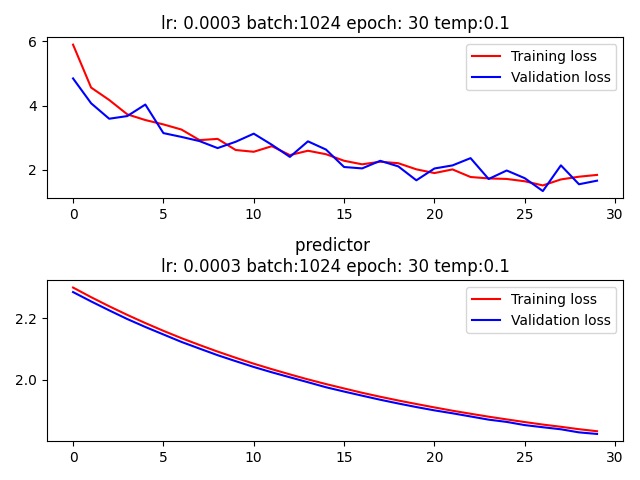 lr: 0.0003 batch:1024 epoch: 30 temp:0.1
6
4
2
Training loss
Validation loss
0 5 10 15 20 25 30
predictor
lr: 0.0003 batch:1024 epoch: 30 temp:0.1
2.2
2.0
Training loss
Validation loss
0 5 10 15 20 25 30